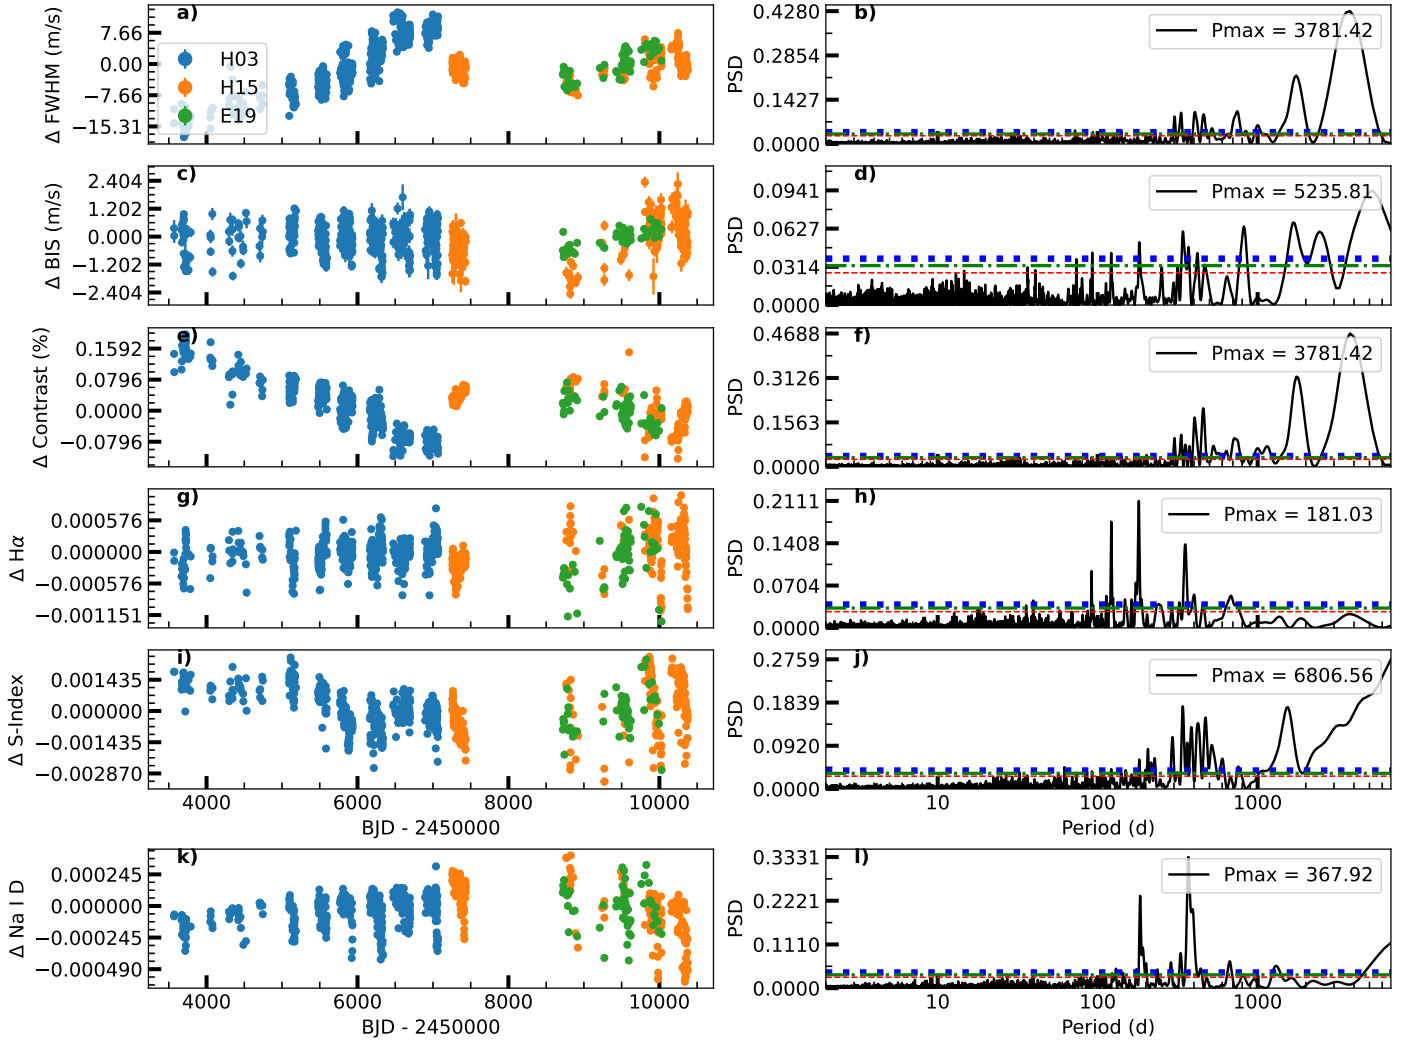 a)
Δ FWHM (m/s)
7.66
0.00
−7.66
−15.31
H03
H15
E19
b)
PSD
0.4280
0.2854
0.1427
0.0000
Pmax = 3781.42
c)
Δ BIS (m/s)
2.404
1.202
0.000
−1.202
−2.404
d)
PSD
0.0941
0.0627
0.0314
0.0000
Pmax = 5235.81
e)
Δ Contrast (%)
0.1592
0.0796
0.0000
−0.0796
f)
PSD
0.4688
0.3126
0.1563
0.0000
Pmax = 3781.42
g)
Δ Hα
0.000576
0.000000
−0.000576
−0.001151
h)
PSD
0.2111
0.1408
0.0704
0.0000
Pmax = 181.03
i)
Δ S-Index
0.001435
0.000000
−0.001435
−0.002870
4000 6000 8000 10000
BJD - 2450000
j)
PSD
0.2759
0.1839
0.0920
0.0000
Pmax = 6806.56
10 100 1000
Period (d)
k)
Δ Na I D
0.000245
0.000000
−0.000245
−0.000490
4000 6000 8000 10000
BJD - 2450000
l)
PSD
0.3331
0.2221
0.1110
0.0000
Pmax = 367.92
10 100 1000
Period (d)